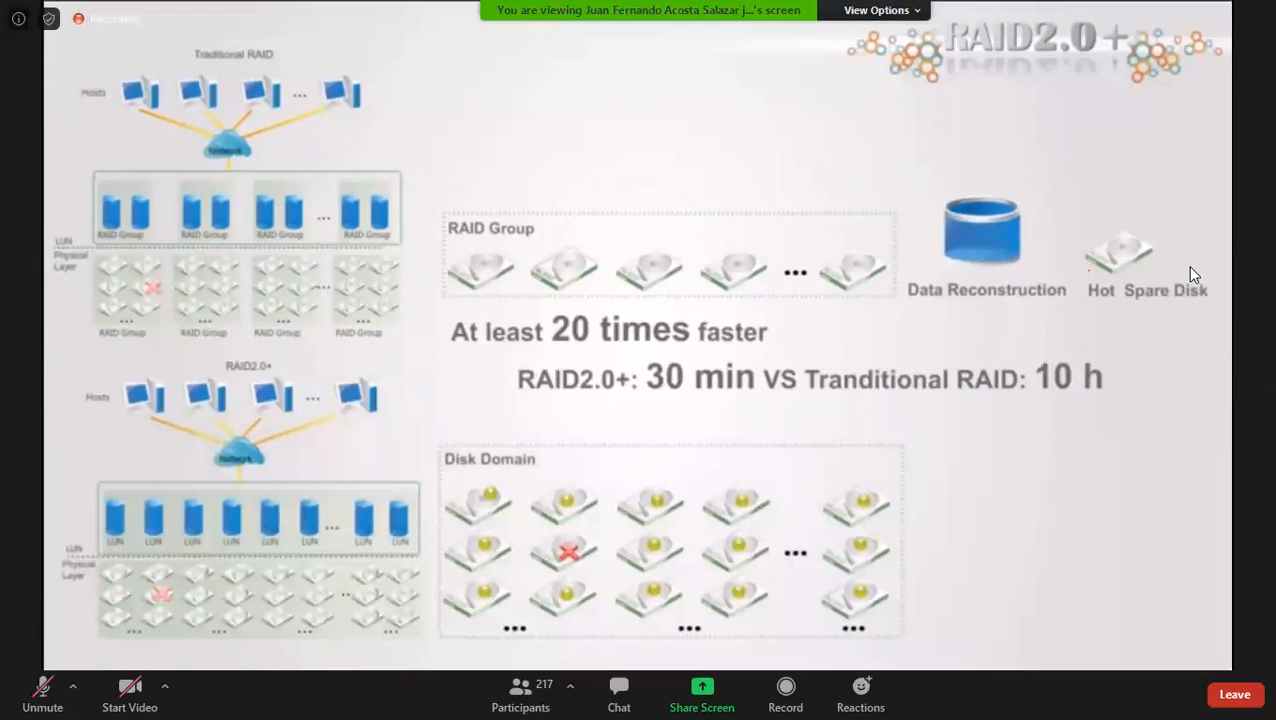 You are viewing Juan Fernando Acosta Salazar j...'s screen
View Options
Recording
RAID2.0+
Traditional RAID
Hosts
...
Network
RAID Group RAID Group RAID Group ... RAID Group
LUN
Physical
Layer
...
... ... ... ...
RAID Group RAID Group RAID Group RAID Group
RAID Group
...
Data Reconstruction
Hot Spare Disk
At least 20 times faster
RAID2.0+: 30 min VS Tranditional RAID: 10 h
RAID2.0+
Hosts
...
Network
LUN LUN LUN LUN LUN LUN ... LUN LUN
LUN
Physical
Layer
..
... ... ... ...
Disk Domain
...
... ... ...
Unmute
Start Video
217
Participants
Chat
Share Screen
Record
Reactions
Leave